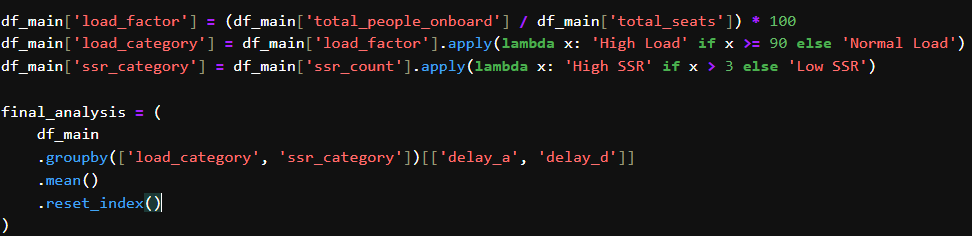 df_main['load_factor'] = (df_main['total_people_onboard'] / df_main['total_seats']) * 100
df_main['load_category'] = df_main['load_factor'].apply(lambda x: 'High Load' if x >= 90 else 'Normal Load')
df_main['ssr_category'] = df_main['ssr_count'].apply(lambda x: 'High SSR' if x > 3 else 'Low SSR')

final_analysis = (
    df_main
    .groupby(['load_category', 'ssr_category'])[['delay_a', 'delay_d']]
    .mean()
    .reset_index()
)